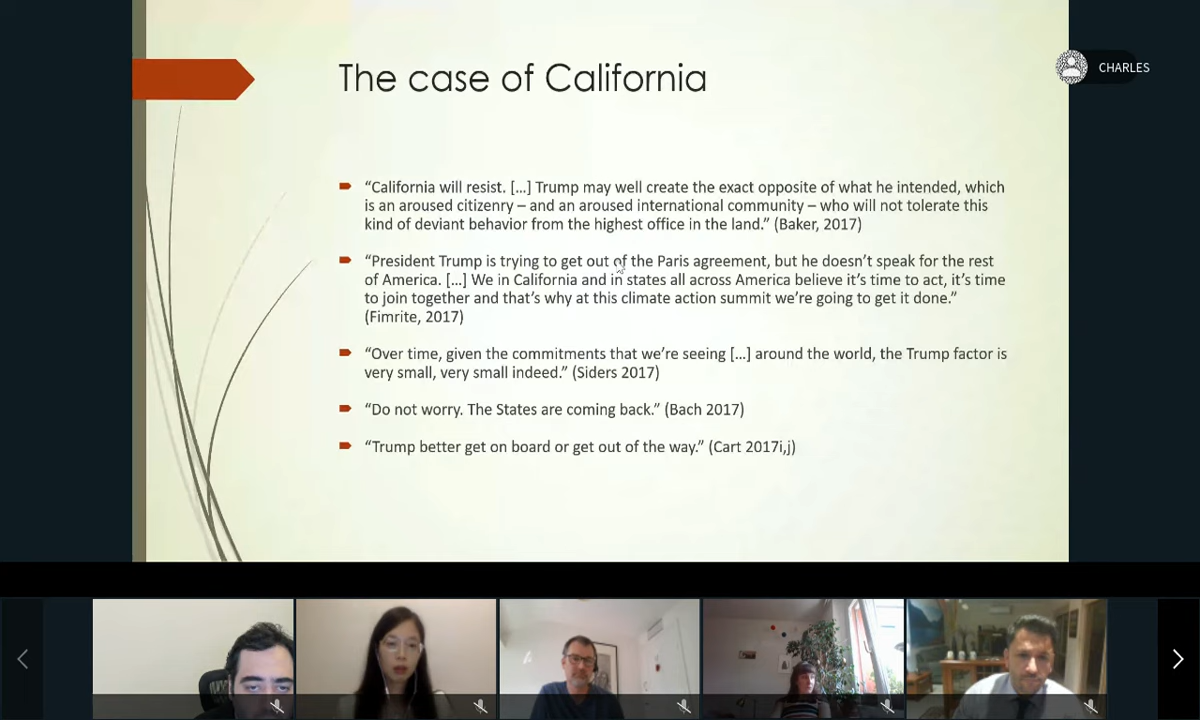 The case of California
CHARLES
“California will resist. […] Trump may well create the exact opposite of what he intended, which
is an aroused citizenry – and an aroused international community – who will not tolerate this
kind of deviant behavior from the highest office in the land.” (Baker, 2017)
“President Trump is trying to get out of the Paris agreement, but he doesn’t speak for the rest
of America. […] We in California and in states all across America believe it’s time to act, it’s time
to join together and that’s why at this climate action summit we’re going to get it done.”
(Fimrite, 2017)
“Over time, given the commitments that we’re seeing […] around the world, the Trump factor is
very small, very small indeed.” (Siders 2017)
“Do not worry. The States are coming back.” (Bach 2017)
“Trump better get on board or get out of the way.” (Cart 2017i,j)